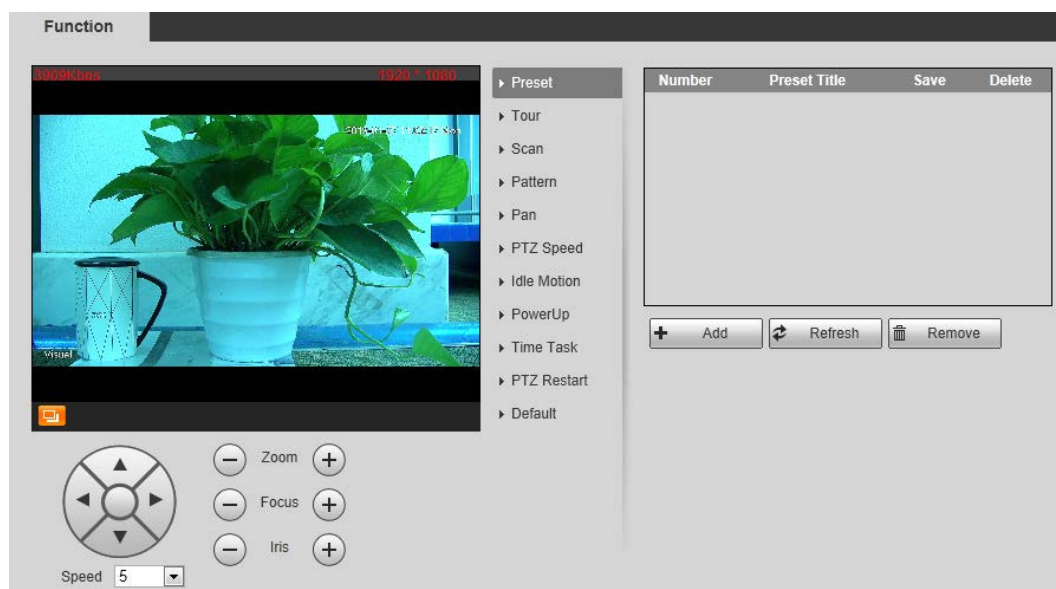 Function
3909Kbps 1920 * 1080
Visual
Zoom
Focus
Iris
Speed 5
Preset
Tour
Scan
Pattern
Pan
PTZ Speed
Idle Motion
PowerUp
Time Task
PTZ Restart
Default
Number Preset Title Save Delete
Add Refresh Remove